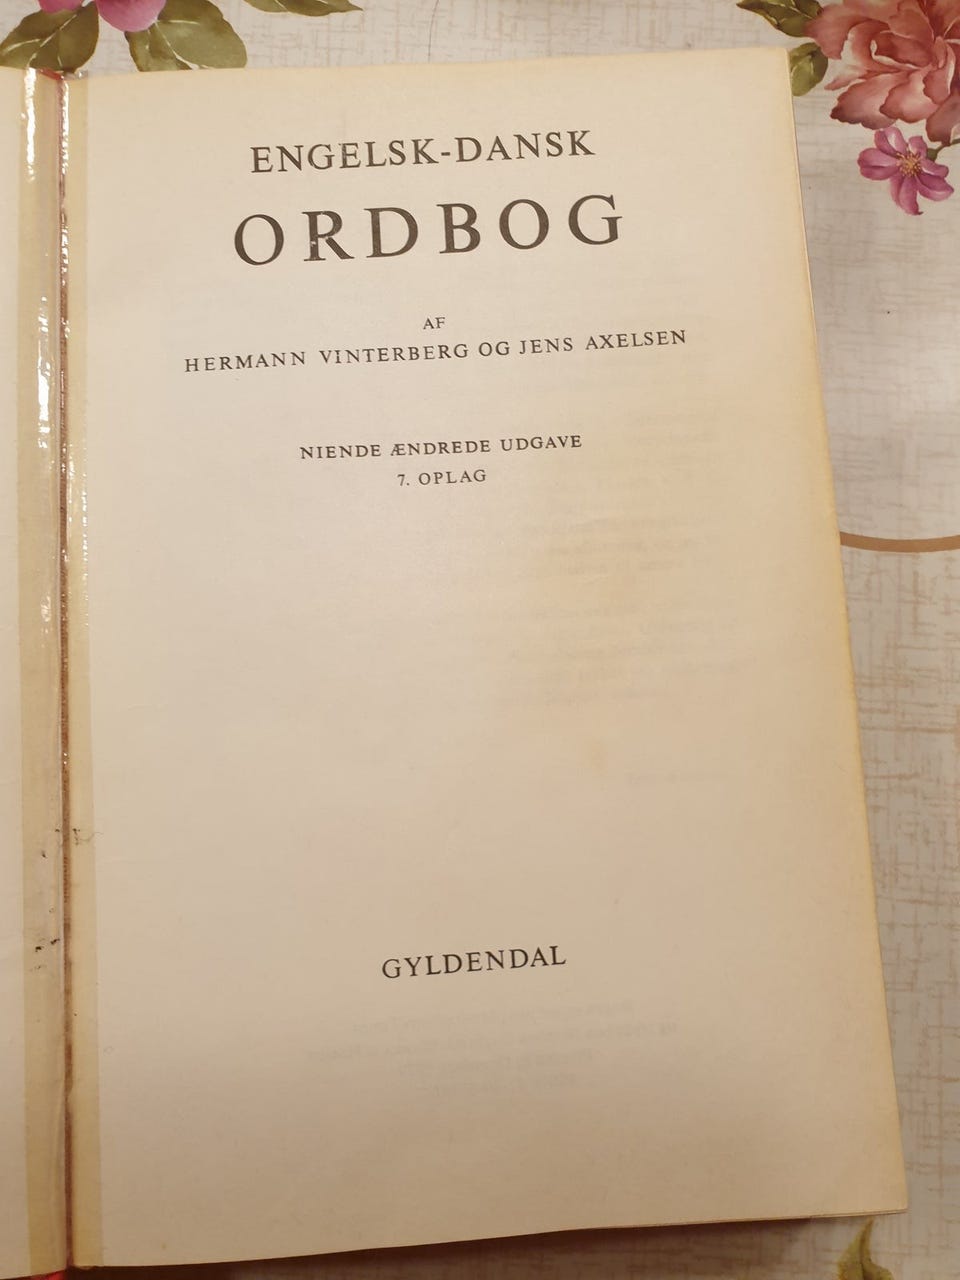 ENGELSK-DANSK
ORDBOG
AF
HERMANN VINTERBERG OG JENS AXELSEN
NIENDE ÆNDREDE UDGAVE
7. OPLAG
GYLDENDAL